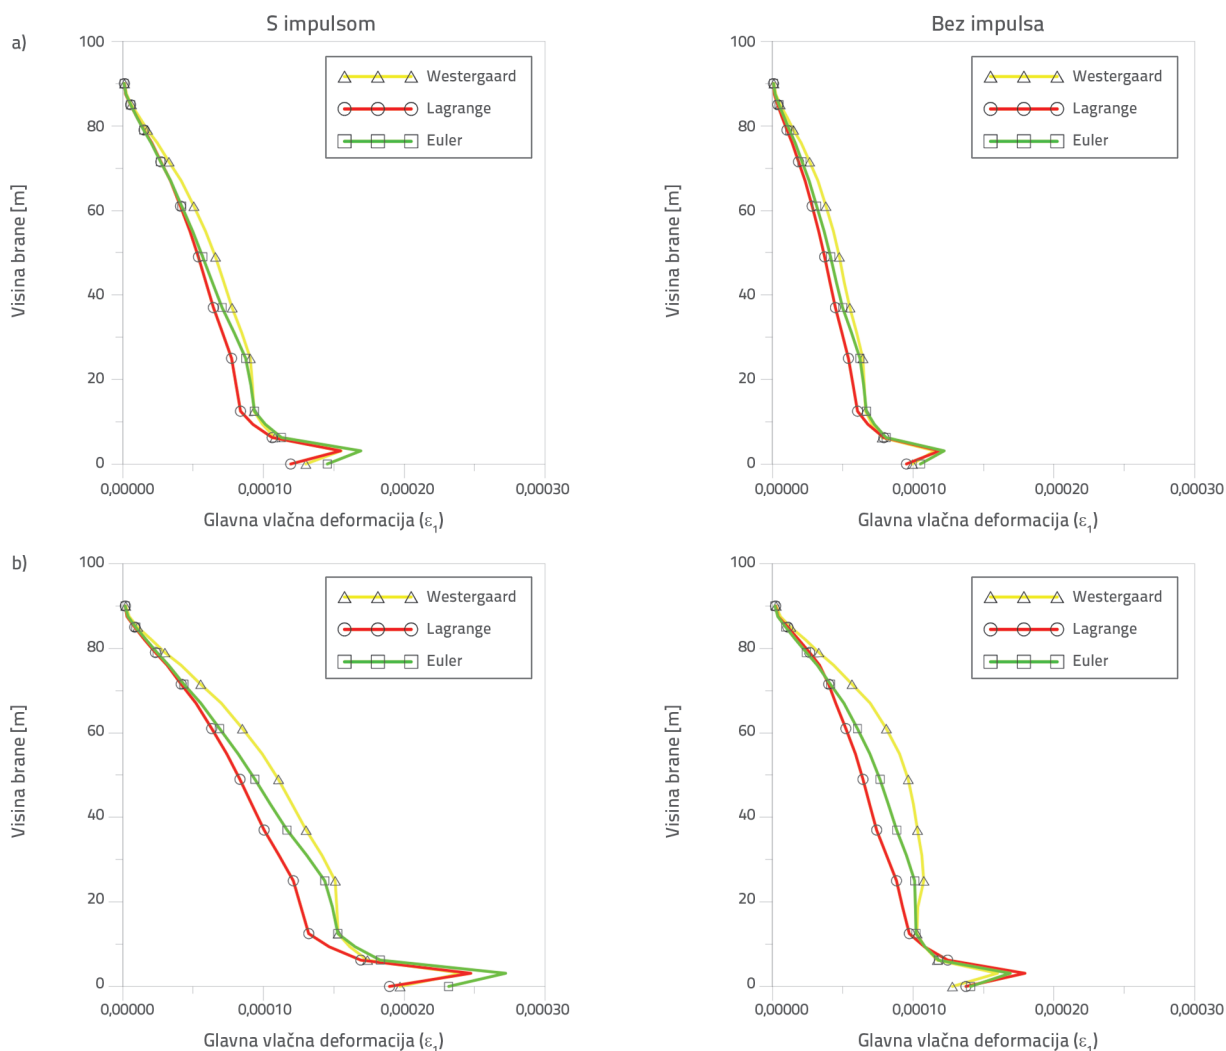 S impulsom
a)
100
80
60
40
20
0
Visina brane [m]
Westergaard
Lagrange
Euler
0,00000
0,00010
0,00020
0,00030
Glavna vlačna deformacija (ε₁)
Bez impulsa
100
80
60
40
20
0
Visina brane [m]
Westergaard
Lagrange
Euler
0,00000
0,00010
0,00020
0,00030
Glavna vlačna deformacija (ε₁)
b)
100
80
60
40
20
0
Visina brane [m]
Westergaard
Lagrange
Euler
0,00000
0,00010
0,00020
0,00030
Glavna vlačna deformacija (ε₁)
100
80
60
40
20
0
Visina brane [m]
Westergaard
Lagrange
Euler
0,00000
0,00010
0,00020
0,00030
Glavna vlačna deformacija (ε₁)